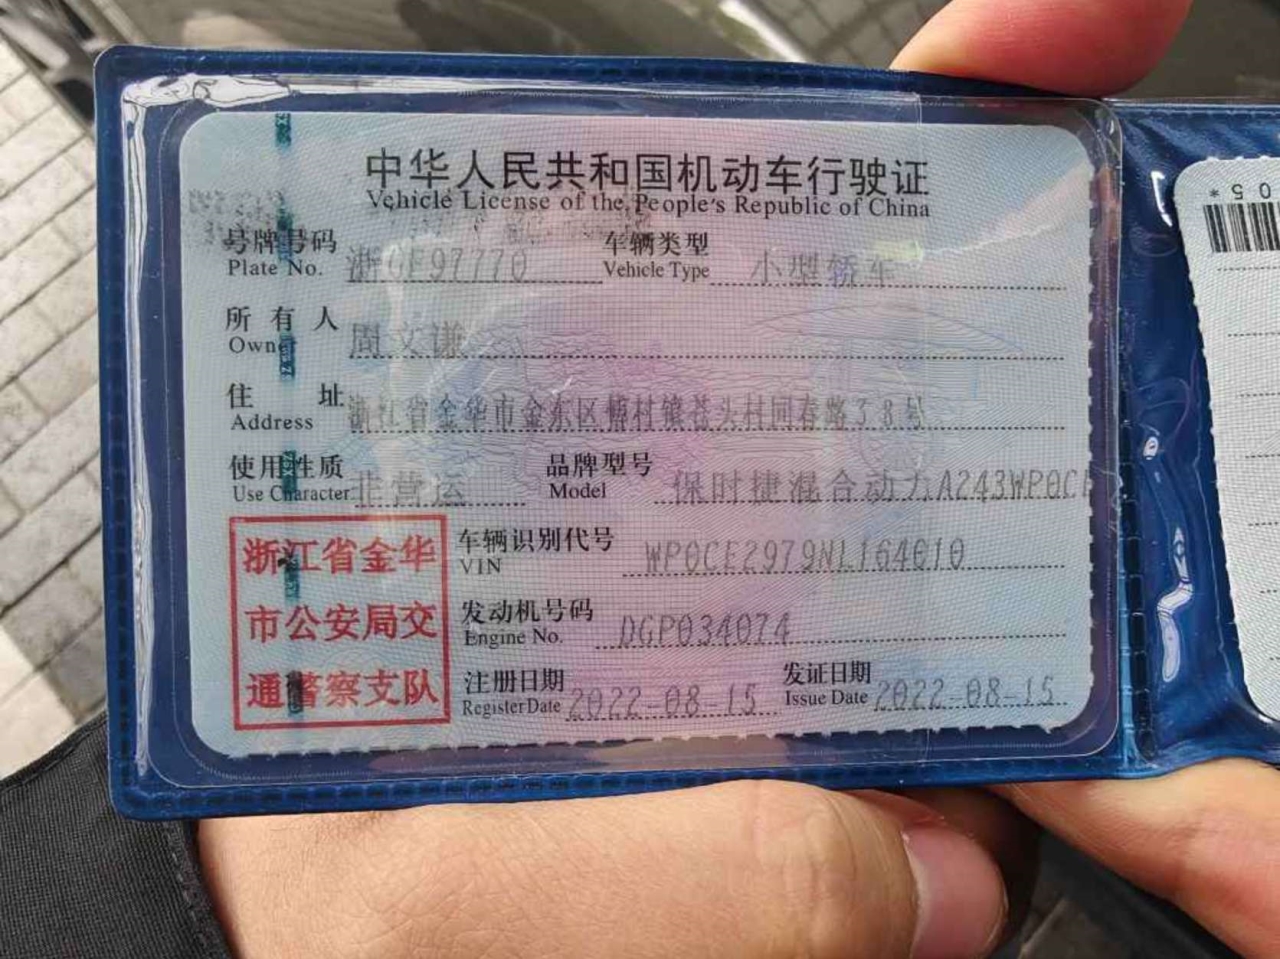 中华人民共和国机动车行驶证
Vehicle License of the People's Republic of China
号牌号码 浙GF97770 车辆类型 小型轿车
Plate No. Vehicle Type
所有人 周文谦
Owner
住址 浙江省金华市金东区傅村镇苍头村回春路38号
Address
使用性质 非营运 品牌型号 保时捷混合动力A243WP0CE
Use Character Model
浙江省金华
市公安局交
通警察支队
车辆识别代号 WP0CE2979NL164010
VIN
发动机号码 DGP034074
Engine No.
注册日期 2022-08-15 发证日期 2022-08-15
Register Date Issue Date